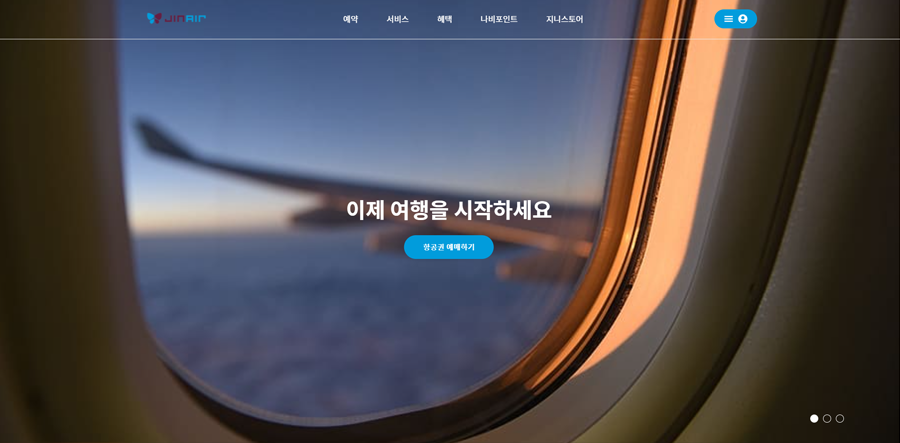 JINAIR
예약
서비스
혜택
나비포인트
지니스토어
이제 여행을 시작하세요
항공권 예매하기